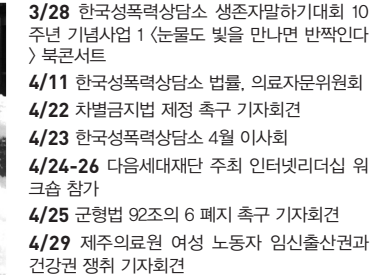 3/28 한국성폭력상담소 생존자말하기대회 10
주년 기념사업 1 〈눈물도 빛을 만나면 반짝인다
〉 북콘서트
4/11 한국성폭력상담소 법률, 의료자문위원회
4/22 차별금지법 제정 촉구 기자회견
4/23 한국성폭력상담소 4월 이사회
4/24-26 다음세대재단 주최 인터넷리더십 워
크숍 참가
4/25 군형법 92조의 6 폐지 촉구 기자회견
4/29 제주의료원 여성 노동자 임신출산권과
건강권 쟁취 기자회견